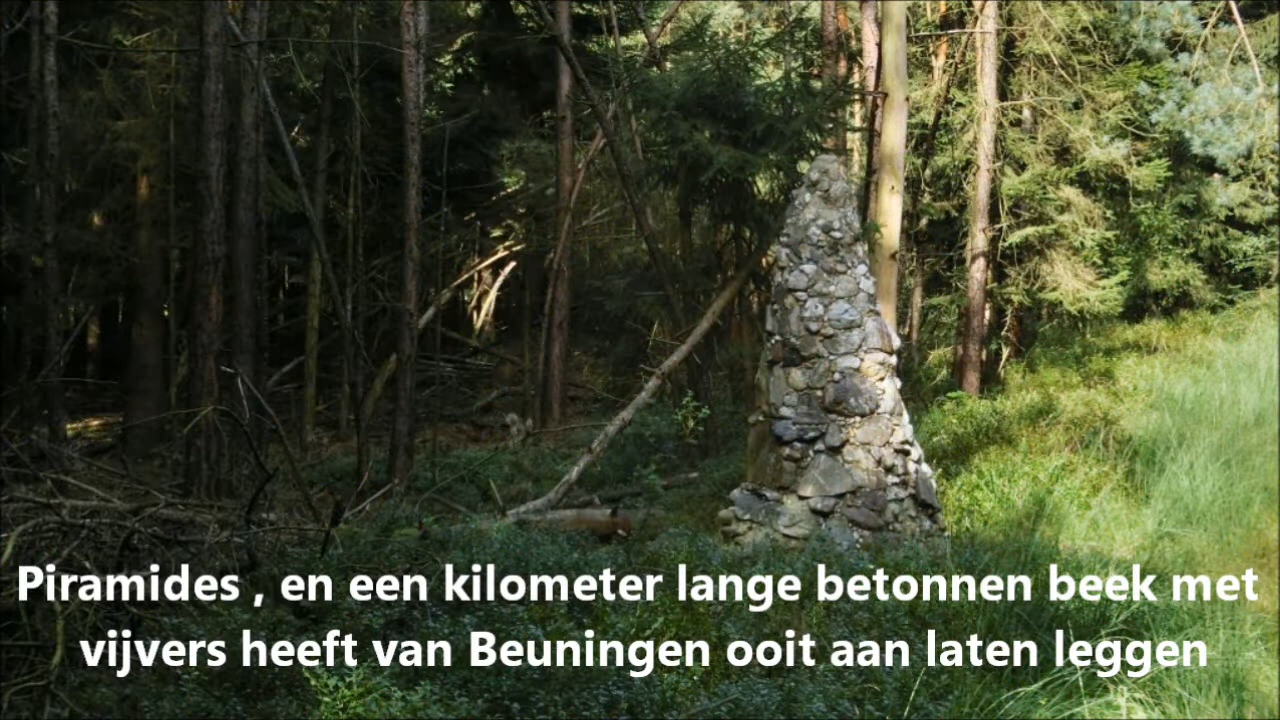 Piramides , en een kilometer lange betonnen beek met
vijvers heeft van Beuningen ooit aan laten leggen